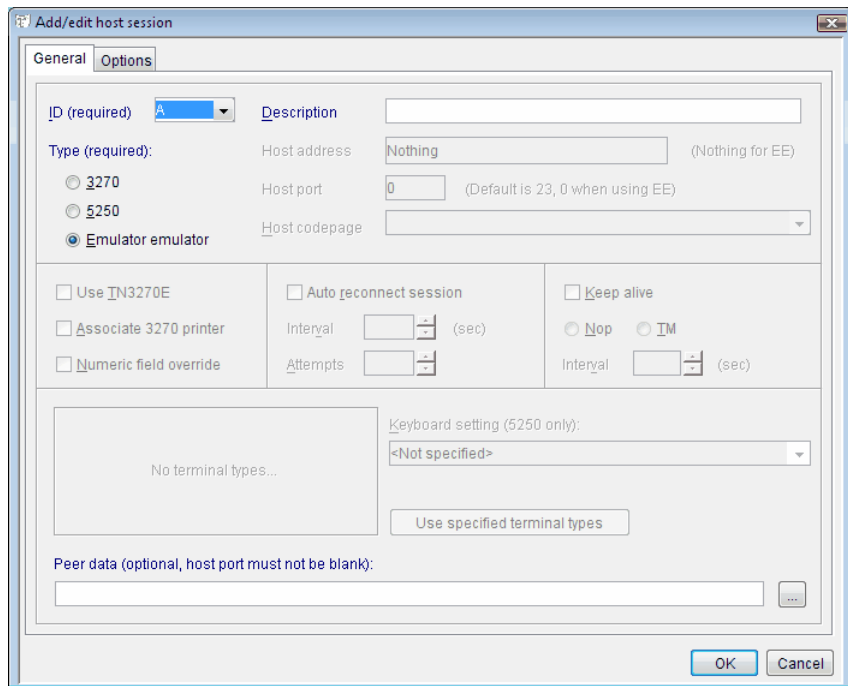 Add/edit host session
General Options
ID (required) A Description
Type (required): Host address Nothing (Nothing for EE)
3270 Host port 0 (Default is 23, 0 when using EE)
5250
Host codepage
Emulator emulator
Use TN3270E Auto reconnect session Keep alive
Associate 3270 printer Interval (sec) Nop TM
Numeric field override Attempts Interval (sec)
Keyboard setting (5250 only):
<Not specified>
No terminal types...
Use specified terminal types
Peer data (optional, host port must not be blank):
...
OK Cancel